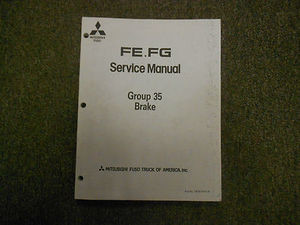 MITSUBISHI
FUSO
FE.FG
Service Manual
Group 35
Brake
MITSUBISHI FUSO TRUCK OF AMERICA, Inc.